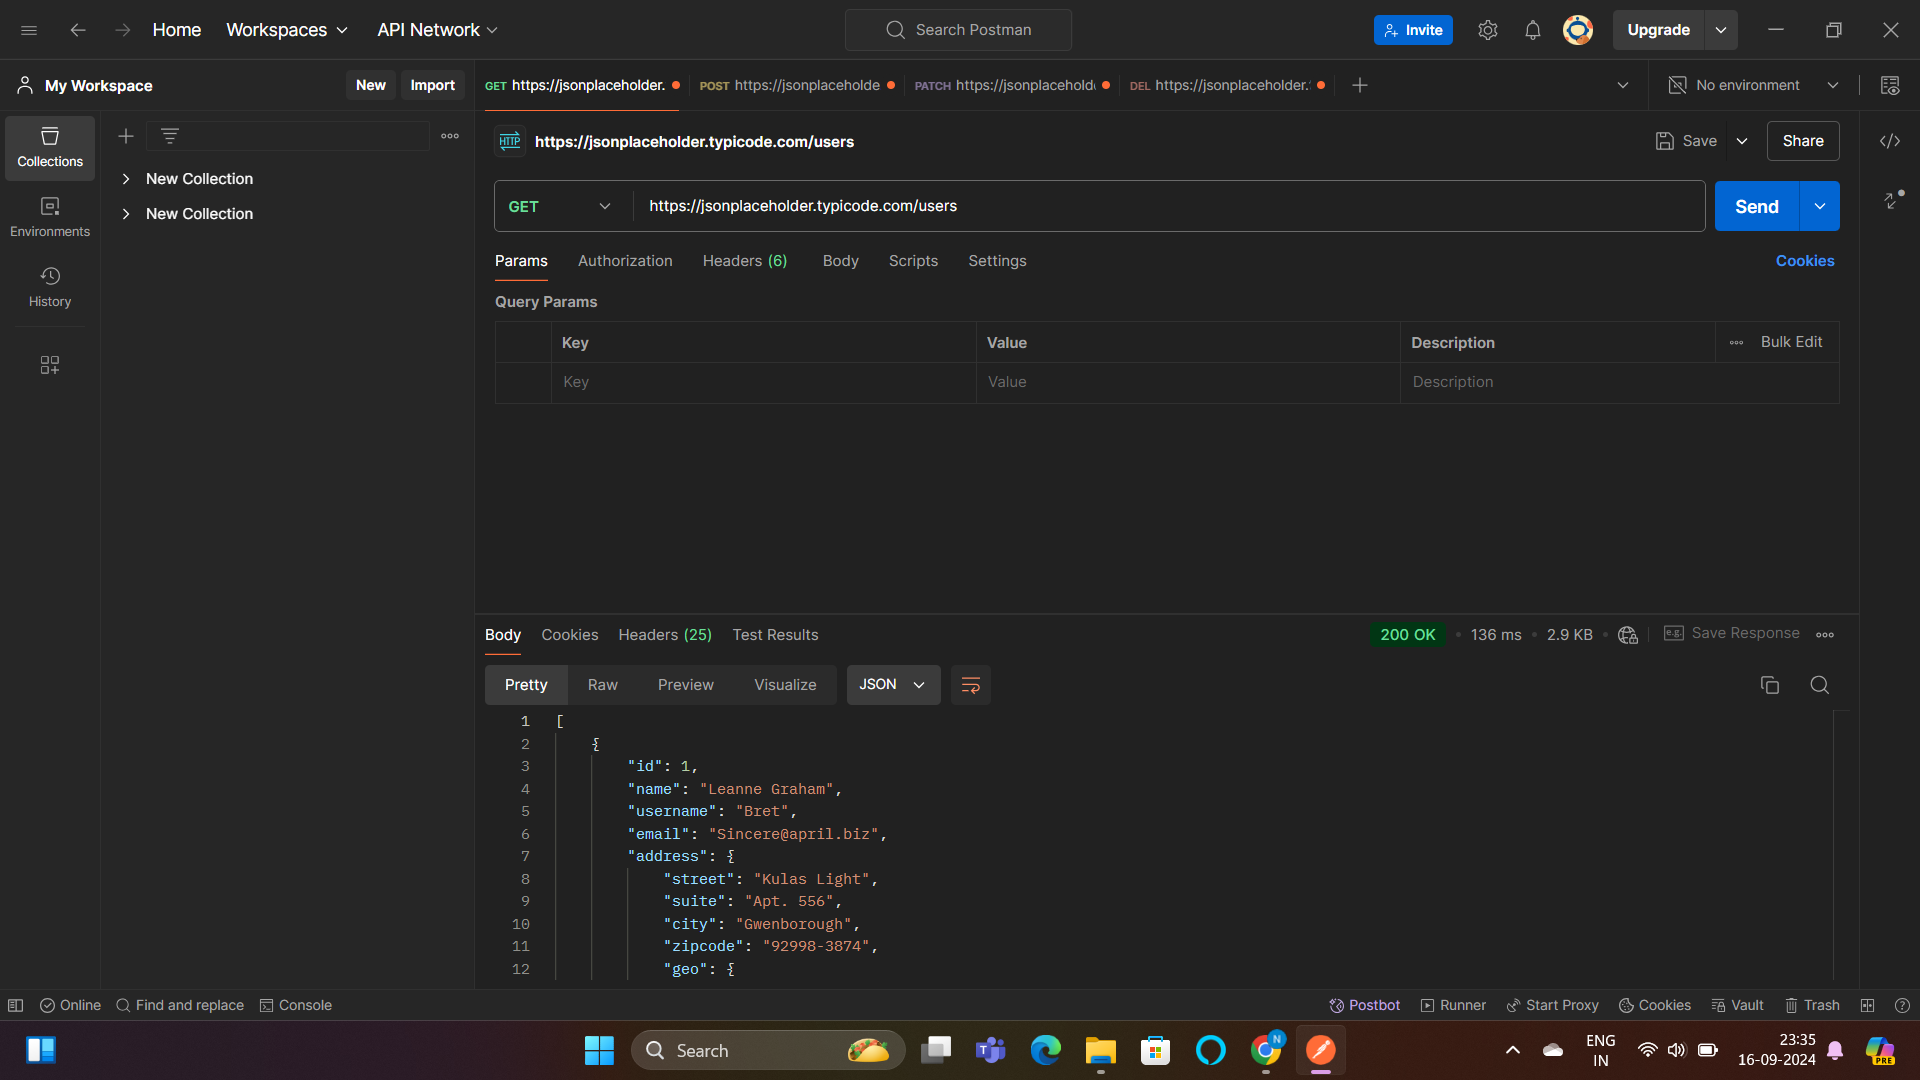 Home Workspaces API Network Search Postman Invite Upgrade
My Workspace New Import GET https://jsonplaceholder. POST https://jsonplaceholde PATCH https://jsonplacehold DEL https://jsonplaceholder. No environment
Collections
Environments
History
New Collection
New Collection
HTTP https://jsonplaceholder.typicode.com/users Save Share
GET https://jsonplaceholder.typicode.com/users Send
Params Authorization Headers (6) Body Scripts Settings Cookies
Query Params
Key Value Description Bulk Edit
Key Value Description
Body Cookies Headers (25) Test Results 200 OK 136 ms 2.9 KB e.g. Save Response
Pretty Raw Preview Visualize JSON
1 [
2 {
3 "id": 1,
4 "name": "Leanne Graham",
5 "username": "Bret",
6 "email": "Sincere@april.biz",
7 "address": {
8 "street": "Kulas Light",
9 "suite": "Apt. 556",
10 "city": "Gwenborough",
11 "zipcode": "92998-3874",
12 "geo": {
Online Find and replace Console Postbot Runner Start Proxy Cookies Vault Trash
Search N ENG 23:35
IN 16-09-2024 PRE